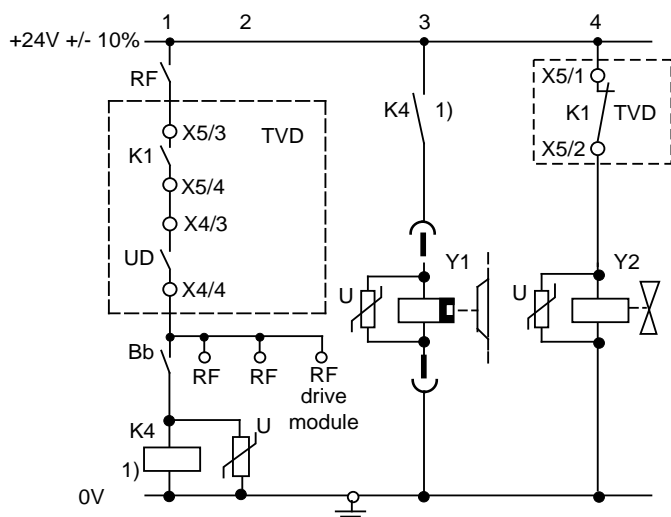 1 2 3 4
+24V +/- 10%
RF
X5/1
K4 1)
K1 TVD
X5/3 TVD
K1
X5/2
X5/4
X4/3
UD
Y1 Y2
X4/4
U U
Bb
RF RF RF
drive
module
K4 U
1)
0V